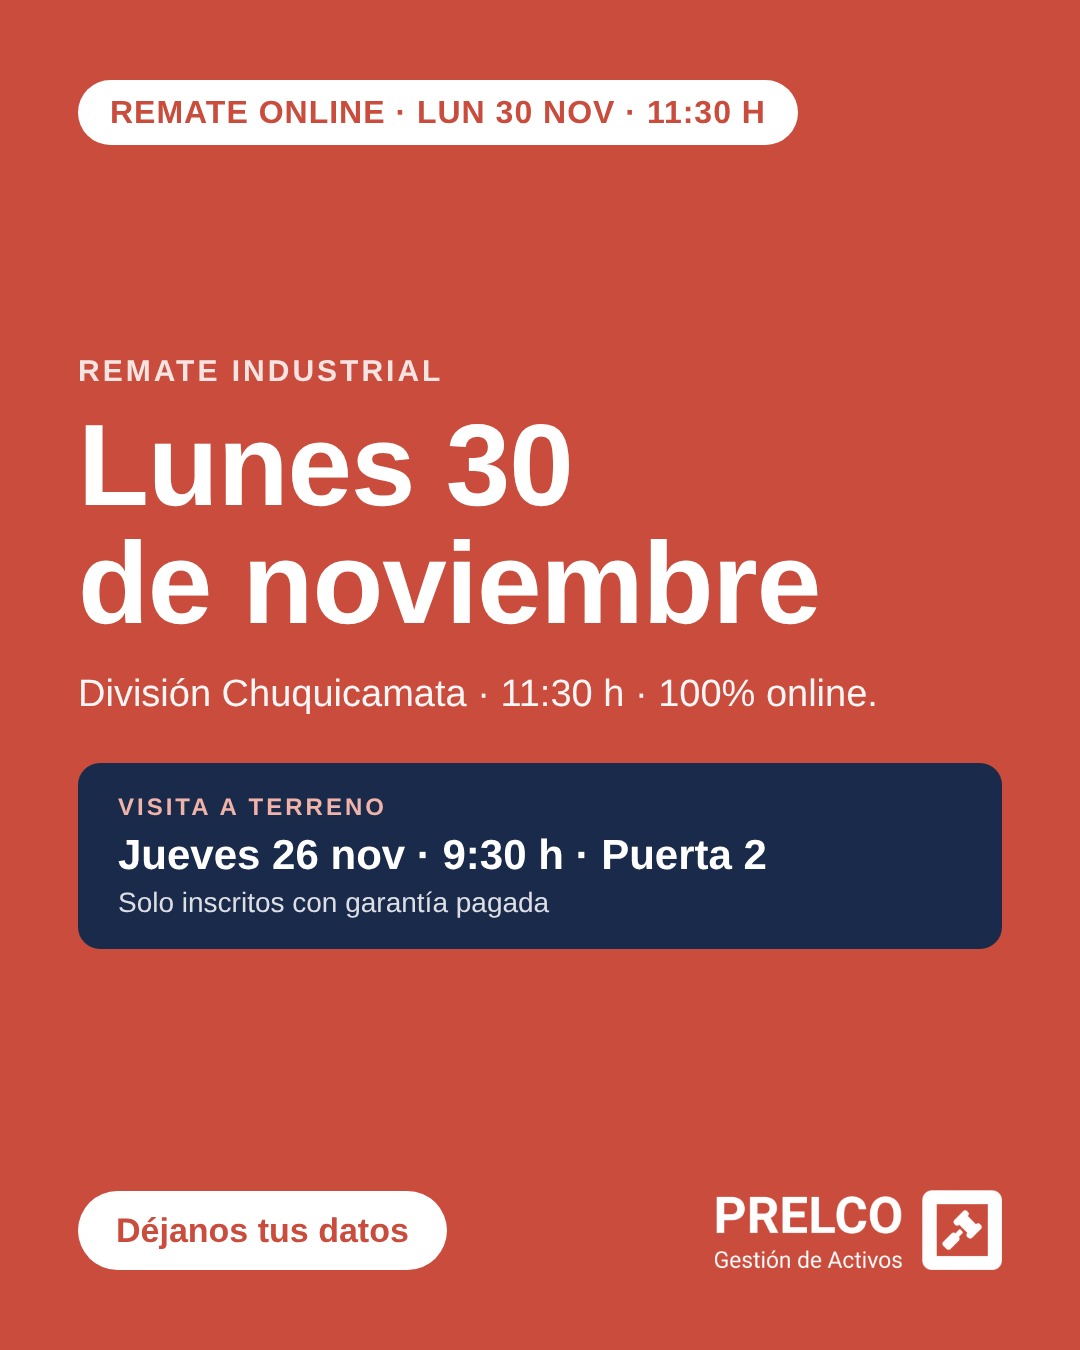 REMATE ONLINE · LUN 30 NOV · 11:30 H
REMATE INDUSTRIAL
Lunes 30
de noviembre
División Chuquicamata · 11:30 h · 100% online.
VISITA A TERRENO
Jueves 26 nov · 9:30 h · Puerta 2
Solo inscritos con garantía pagada
Déjanos tus datos
PRELCO
Gestión de Activos